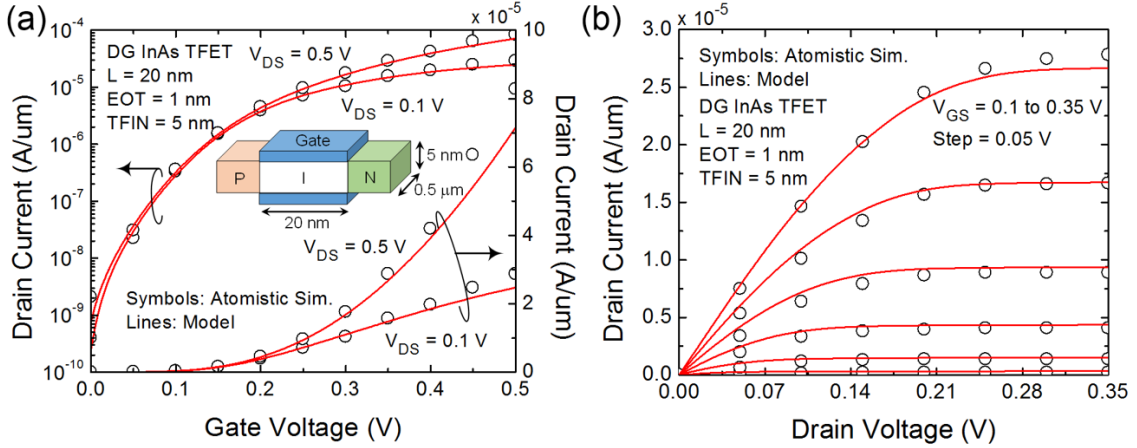 (a)
10⁻⁴
10⁻⁵
10⁻⁶
10⁻⁷
10⁻⁸
10⁻⁹
10⁻¹⁰
Drain Current (A/um)
DG InAs TFET
L = 20 nm
EOT = 1 nm
TFIN = 5 nm
V_DS = 0.5 V
V_DS = 0.1 V
Gate
P
I
N
5 nm
0.5 μm
20 nm
V_DS = 0.5 V
V_DS = 0.1 V
Symbols: Atomistic Sim.
Lines: Model
0.0 0.1 0.2 0.3 0.4 0.5
Gate Voltage (V)
x 10⁻⁵
10
8
6
4
2
0
Drain Current
(A/um)
(b)
x 10⁻⁵
3.0
2.5
2.0
1.5
1.0
0.5
0.0
Drain Current (A/um)
Symbols: Atomistic Sim.
Lines: Model
DG InAs TFET
L = 20 nm
EOT = 1 nm
TFIN = 5 nm
V_GS = 0.1 to 0.35 V
Step = 0.05 V
0.00 0.07 0.14 0.21 0.28 0.35
Drain Voltage (V)